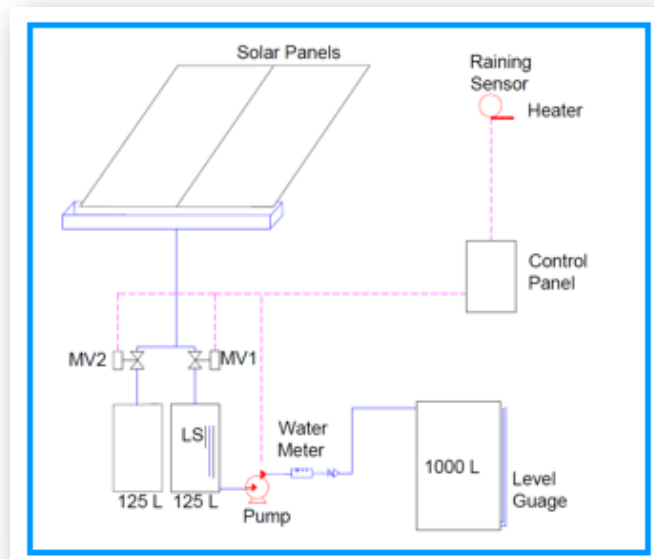 Solar Panels
Raining
Sensor
Heater
Control
Panel
MV2
MV1
LS
Water
Meter
1000 L
Level
Guage
125 L
125 L
Pump